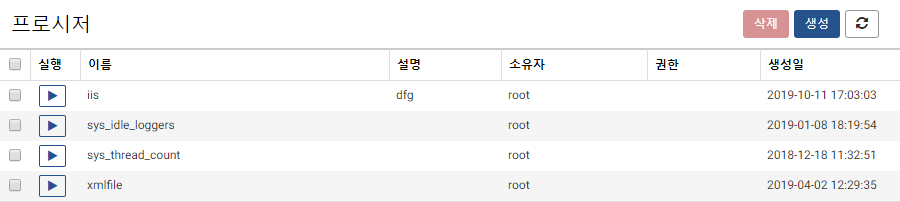 프로시저 삭제 생성
실행 이름 설명 소유자 권한 생성일
iis dfg root 2019-10-11 17:03:03
sys_idle_loggers root 2019-01-08 18:19:54
sys_thread_count root 2018-12-18 11:32:51
xmlfile root 2019-04-02 12:29:35